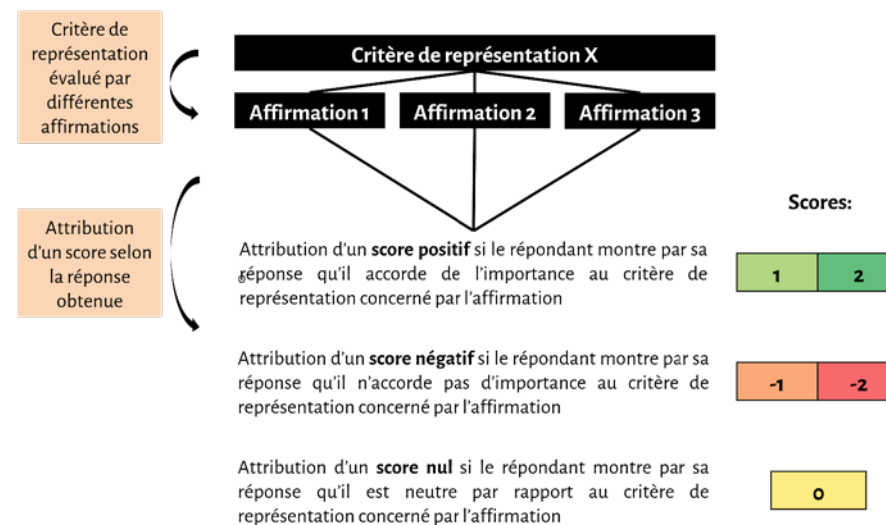 Critère de
représentation
évalué par
différentes
affirmations
Critère de représentation X
Affirmation 1
Affirmation 2
Affirmation 3
Attribution
d'un score selon
la réponse
obtenue
Scores:
Attribution d'un score positif si le répondant montre par sa
réponse qu'il accorde de l'importance au critère de
représentation concerné par l'affirmation
1
2
Attribution d'un score négatif si le répondant montre par sa
réponse qu'il n'accorde pas d'importance au critère de
représentation concerné par l'affirmation
-1
-2
Attribution d'un score nul si le répondant montre par sa
réponse qu'il est neutre par rapport au critère de
représentation concerné par l'affirmation
0